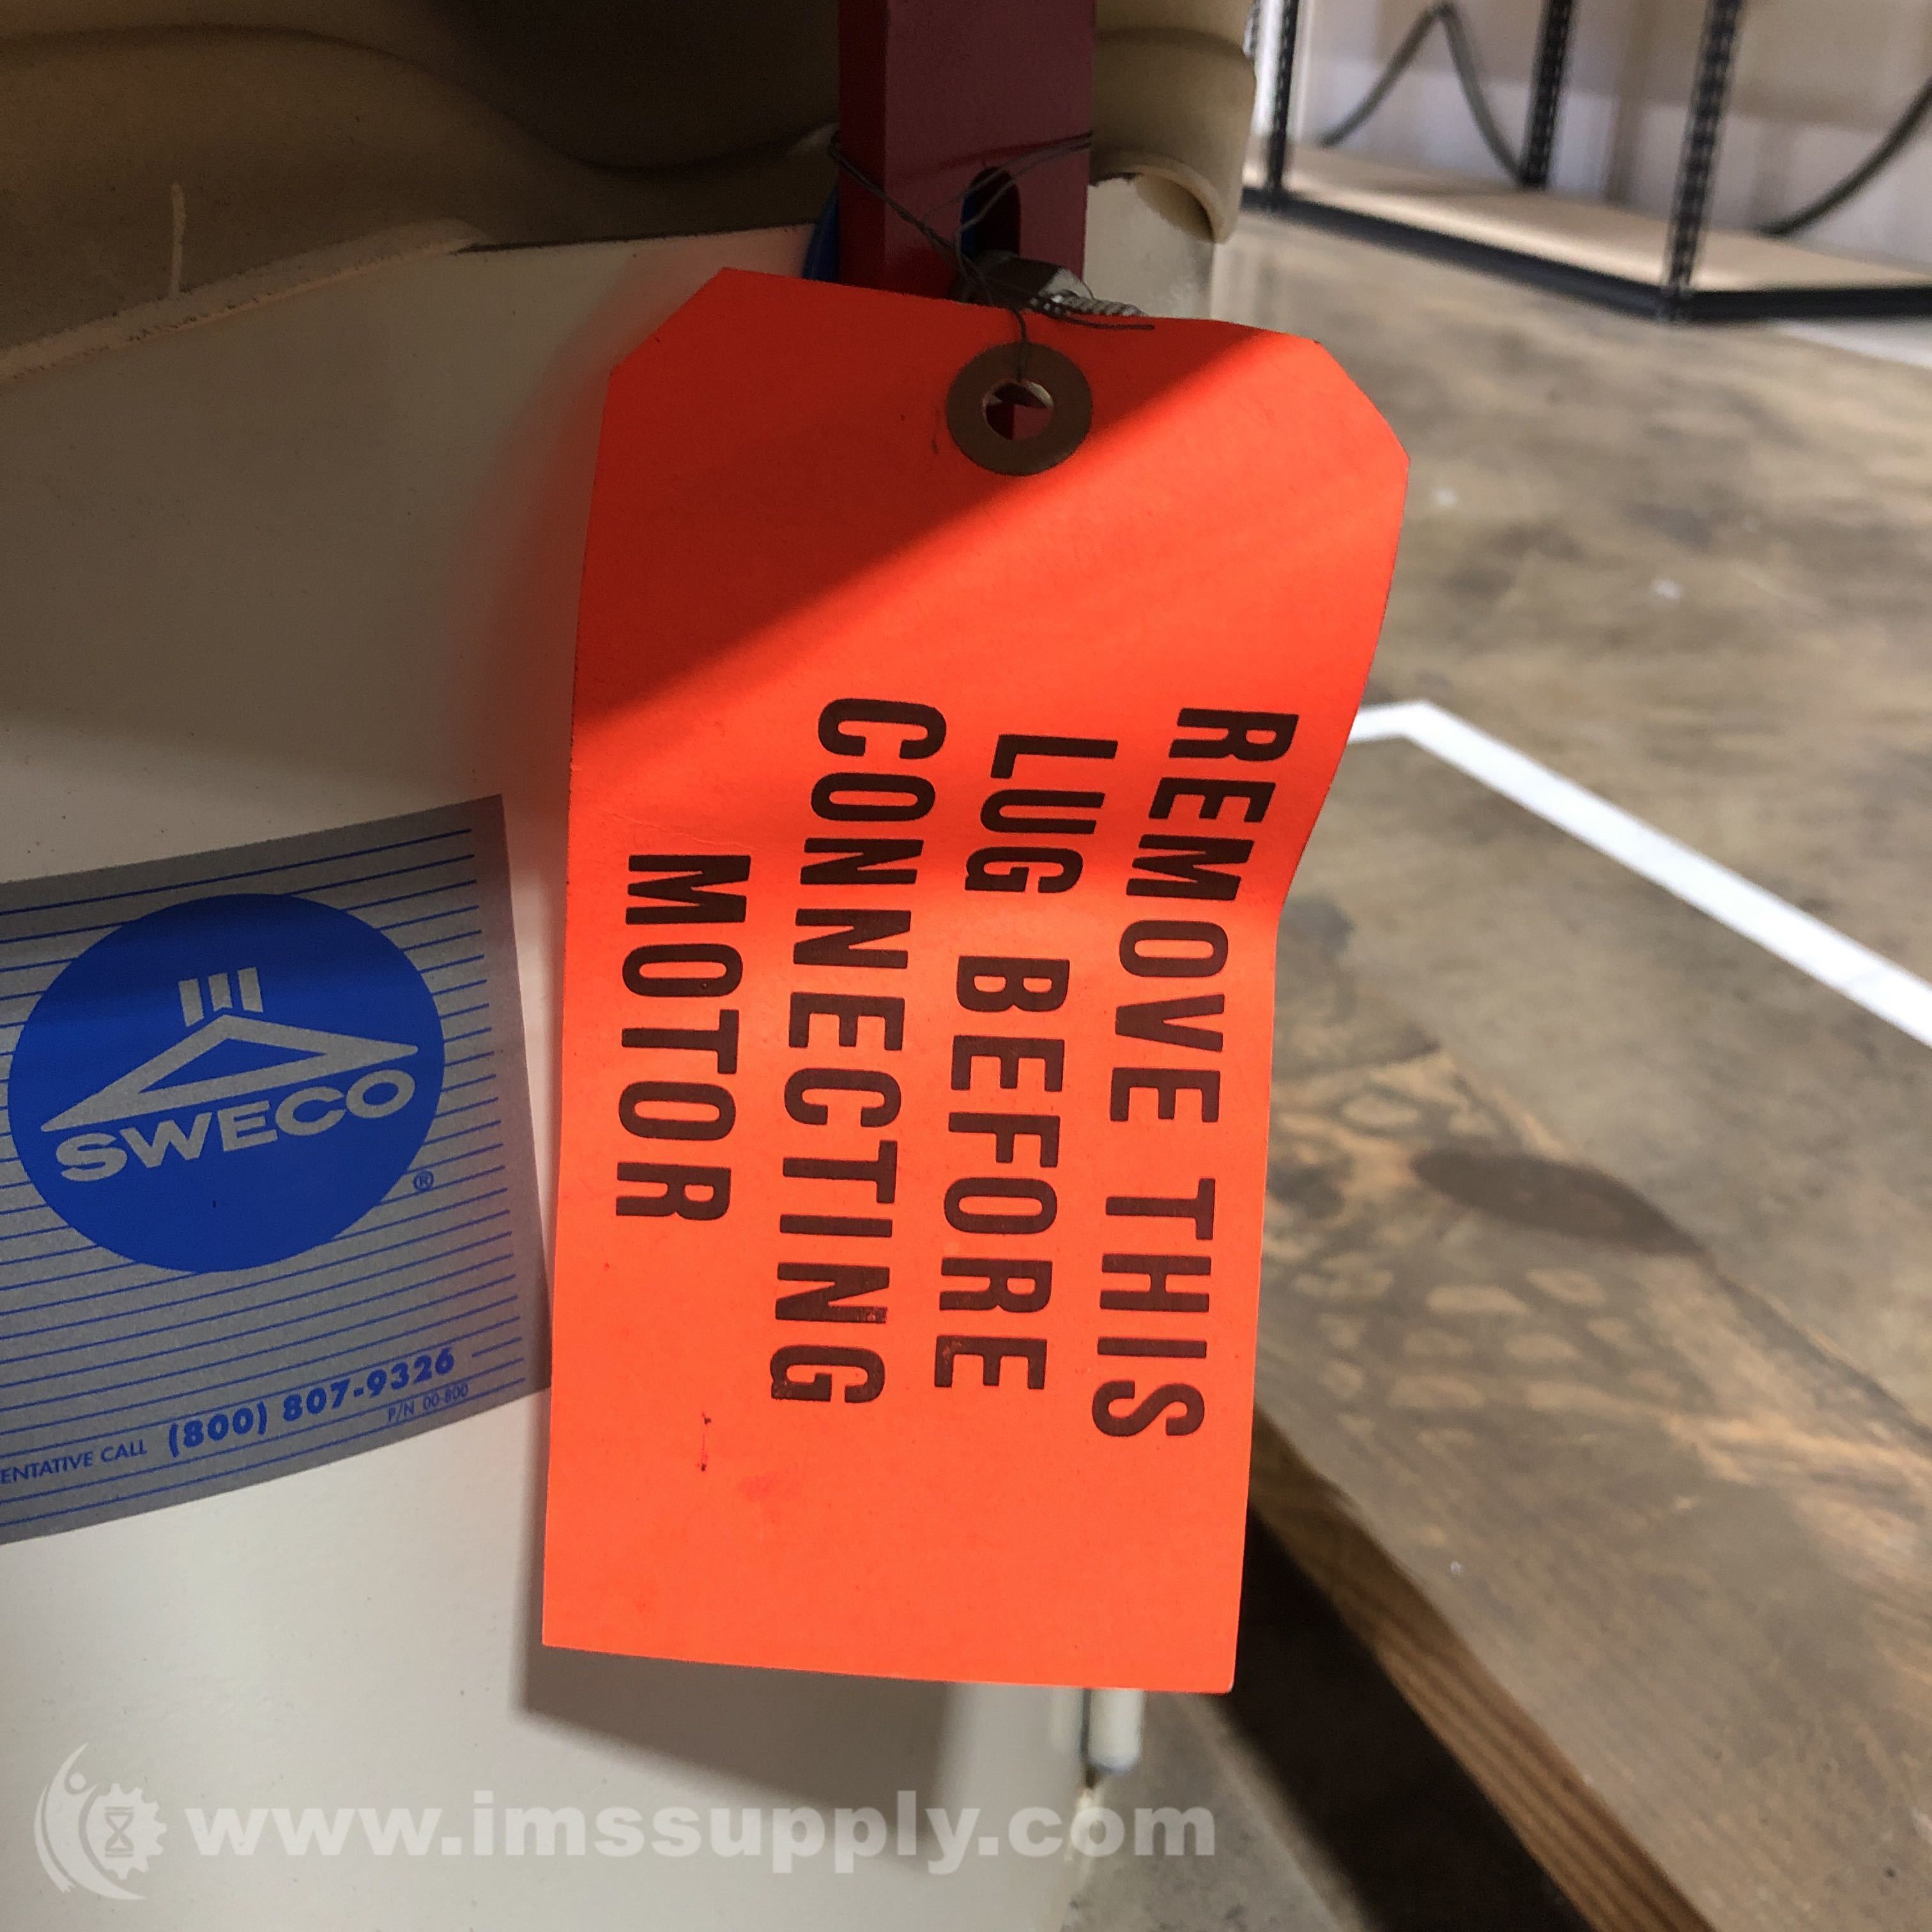 REMOVE THIS
LUG BEFORE
CONNECTING
MOTOR
SWECO
®
ENTATIVE CALL (800) 807-9326
P/N 00-800
www.imssupply.com